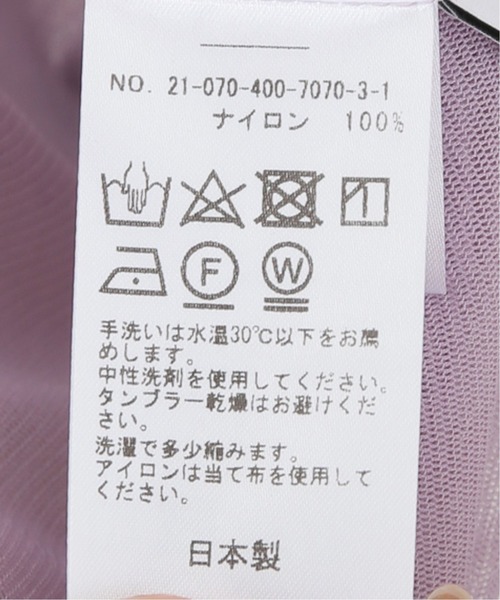 NO. 21-070-400-7070-3-1
ナイロン 100%
F W
手洗いは水温30℃以下をお薦
めします。
中性洗剤を使用してください。
タンブラー乾燥はお避けくだ
さい。
洗濯で多少縮みます。
アイロンは当て布を使用して
ください。
日本製